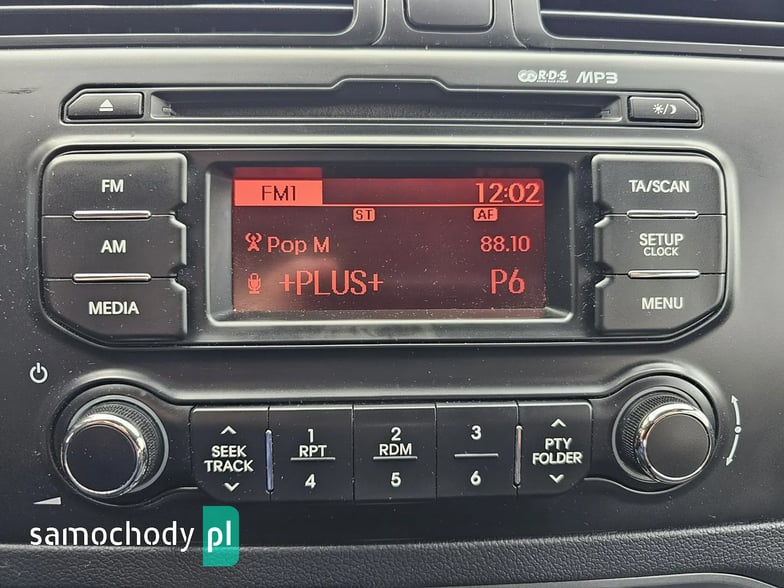 R·D·S MP3
FM
FM1 12:02
TA/SCAN
ST AF
AM
Pop M 88.10
SETUP
CLOCK
MEDIA
+PLUS+ P6
MENU
SEEK
TRACK
1
RPT
4
2
RDM
5
3
6
PTY
FOLDER
samochody pl